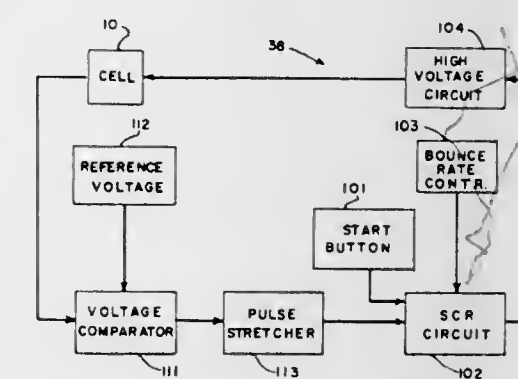 10
38
104
CELL
HIGH
VOLTAGE
CIRCUIT
112
103
REFERENCE
VOLTAGE
BOUNCE
RATE
CONTR.
101
START
BUTTON
VOLTAGE
COMPARATOR
PULSE
STRETCHER
SCR
CIRCUIT
111
113
102